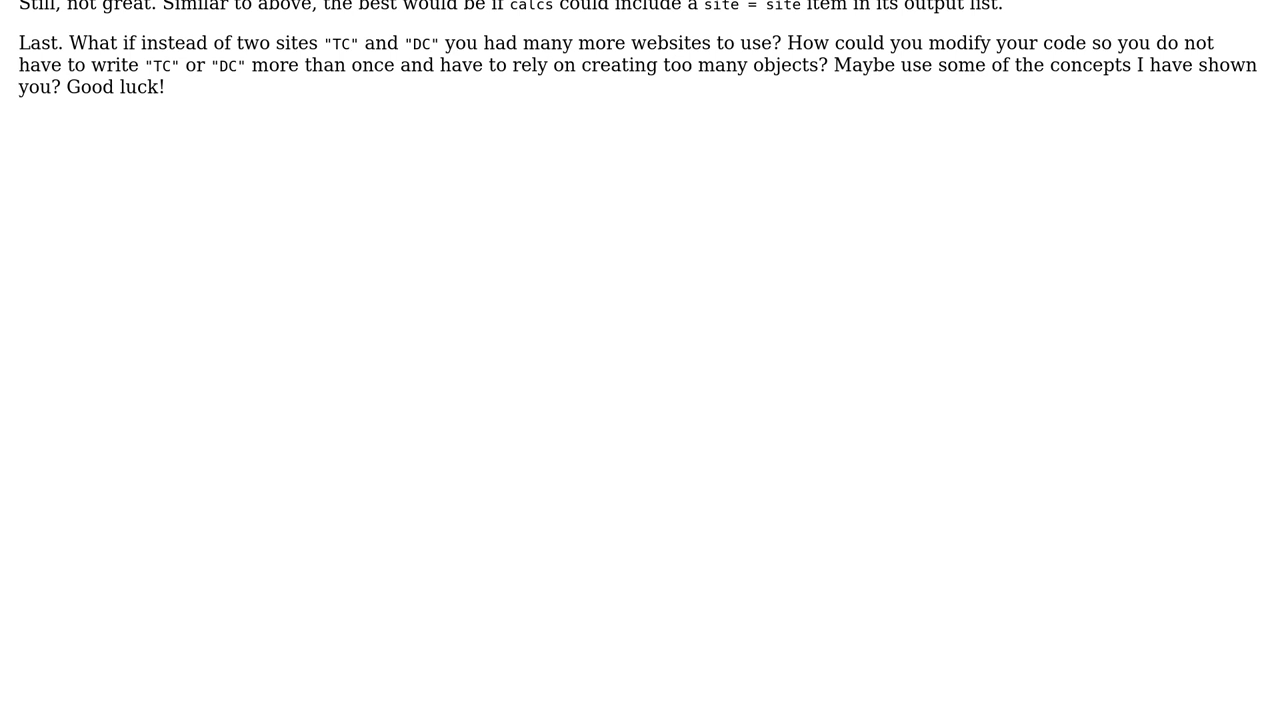 Still, not great. Similar to above, the best would be if calcs could include a site = site item in its output list.
Last. What if instead of two sites "TC" and "DC" you had many more websites to use? How could you modify your code so you do not
have to write "TC" or "DC" more than once and have to rely on creating too many objects? Maybe use some of the concepts I have shown
you? Good luck!